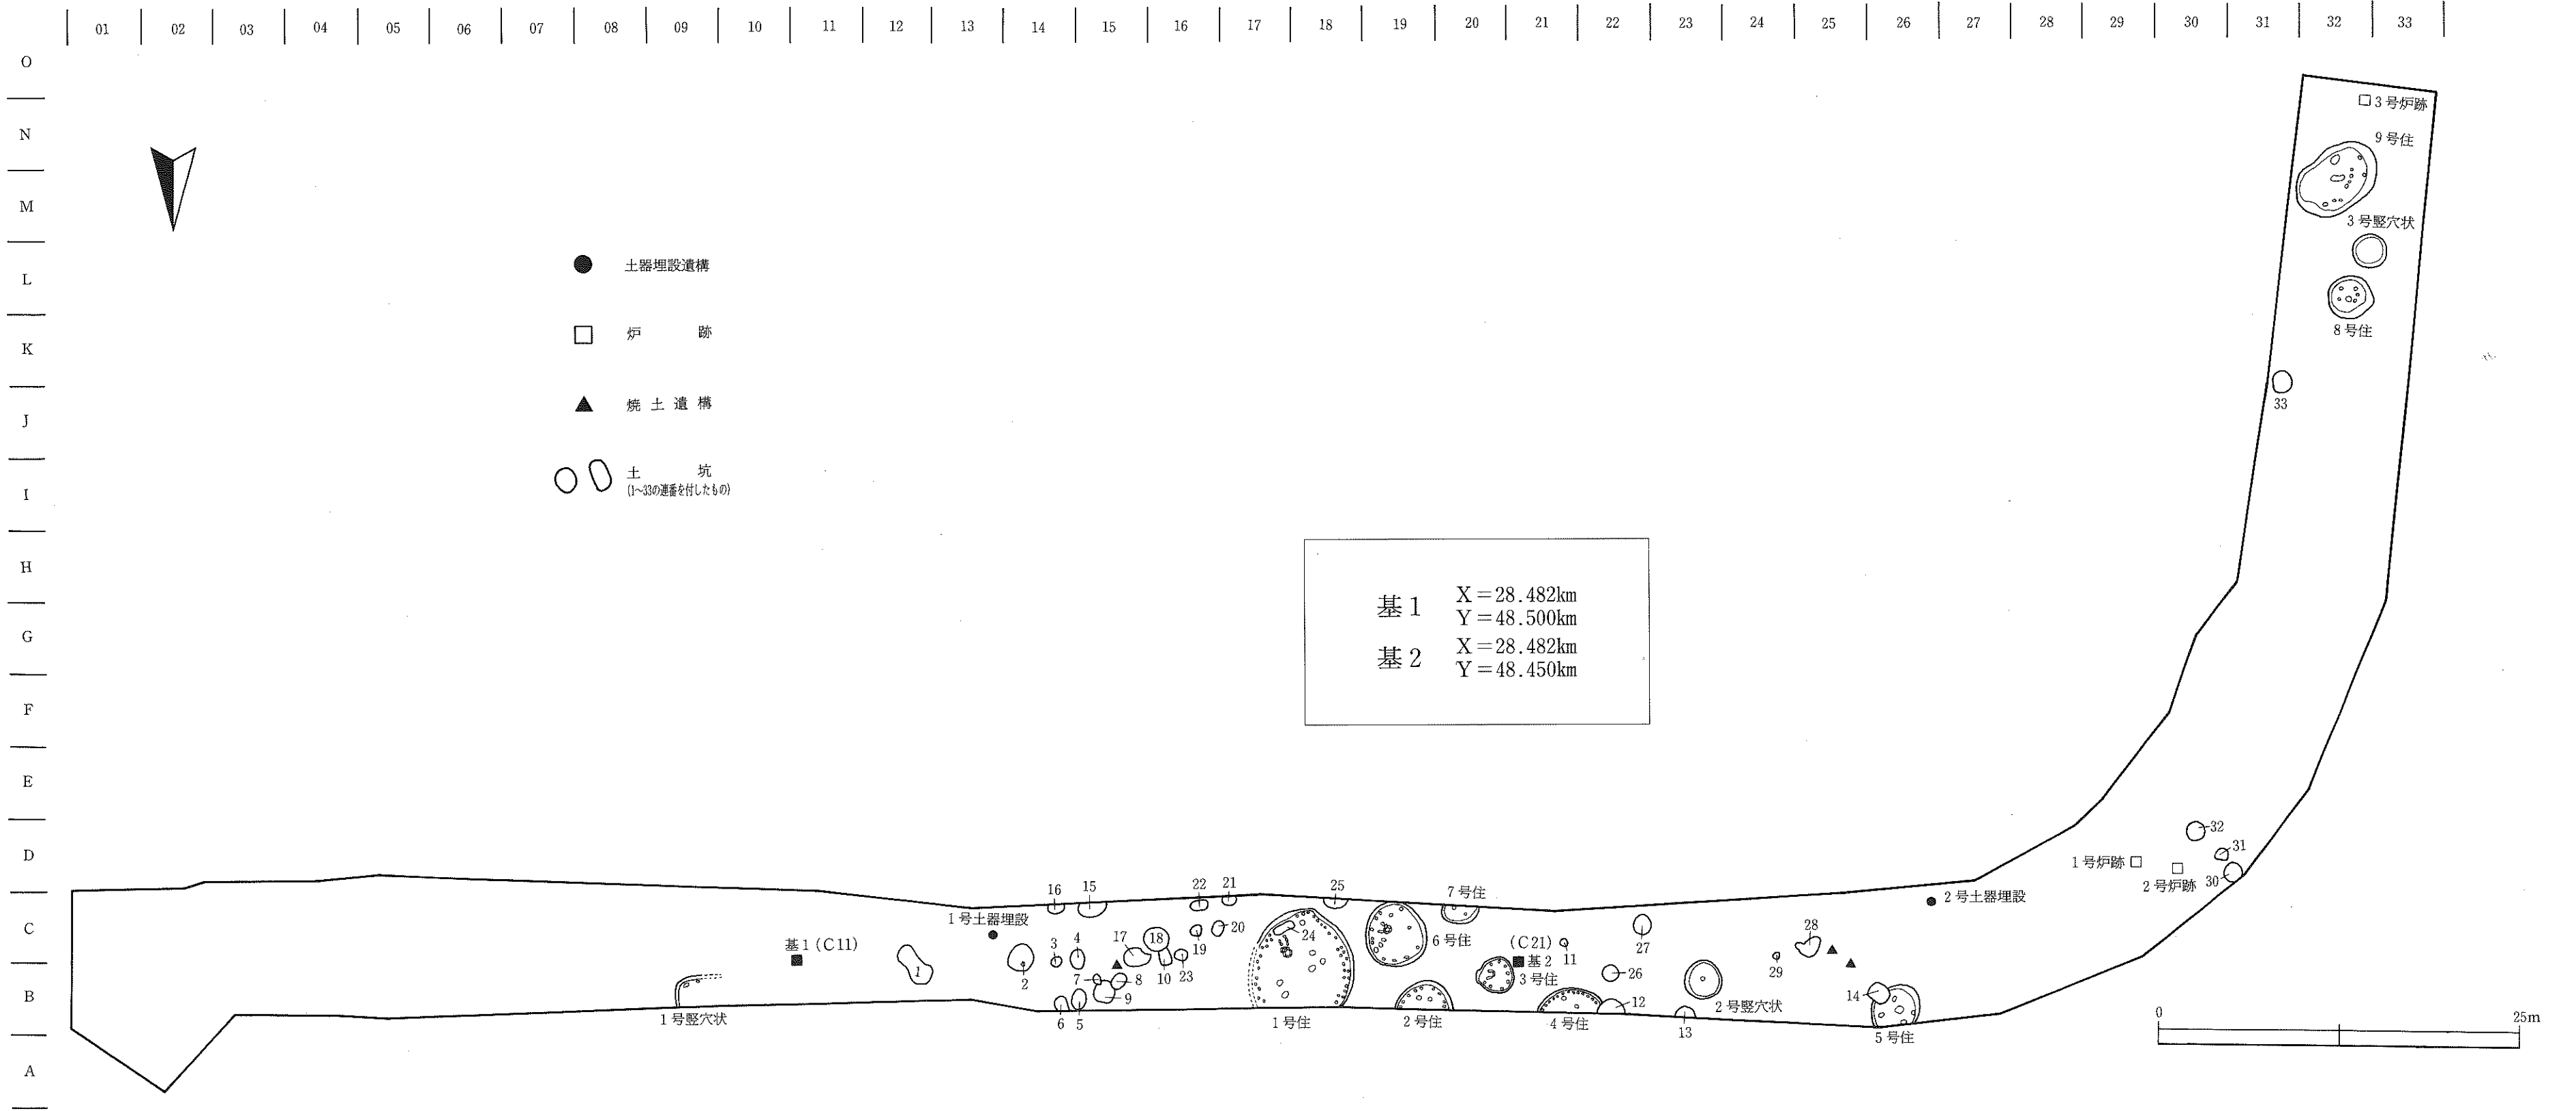 01 02 03 04 05 06 07 08 09 10 11 12 13 14 15 16 17 18 19 20 21 22 23 24 25 26 27 28 29 30 31 32 33
O
N
M
L
K
J
I
H
G
F
E
D
C
B
A
土器埋設遺構
炉 跡
焼土遺構
土 坑
(1〜33の連番を付したもの)
基1 X=28.482km
Y=48.500km
基2 X=28.482km
Y=48.450km
3号炉跡
9号住
3号竪穴状
8号住
33
32
31
1号炉跡
2号炉跡 30
16 15 22 21 25 7号住
1号土器埋設 2号土器埋設
基1(C11)
1
2
3
4
17
18
19
20
24
6号住
(C21)
基2
11
27
28
29
7
8
9
10
23
3号住
26
12
2号竪穴状
14
6 5
1号竪穴状
1号住
2号住
4号住
13
5号住
0 25m